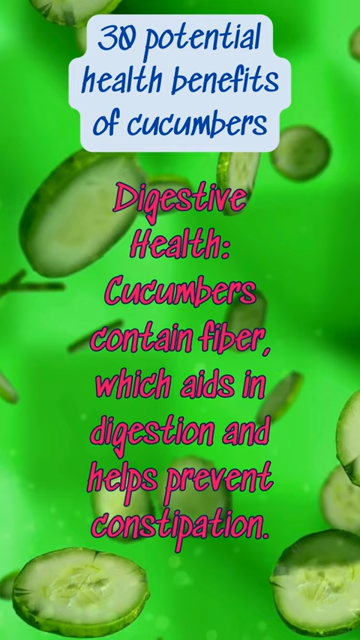 30 potential
health benefits
of cucumbers
Digestive
Health:
Cucumbers
contain fiber,
which aids in
digestion and
helps prevent
constipation.